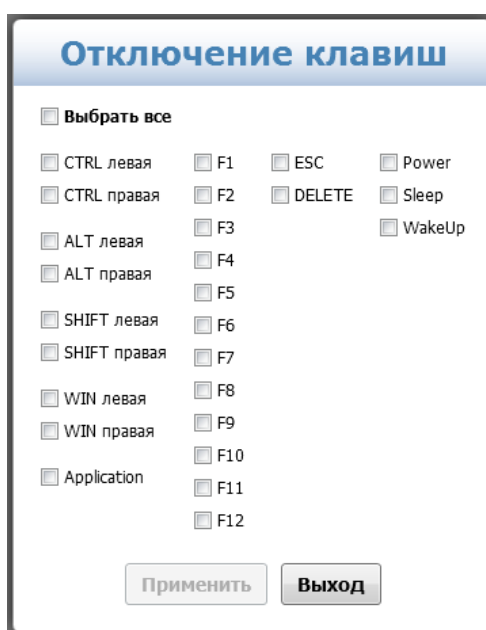 Отключение клавиш
Выбрать все
CTRL левая
CTRL правая
ALT левая
ALT правая
SHIFT левая
SHIFT правая
WIN левая
WIN правая
Application
F1
F2
F3
F4
F5
F6
F7
F8
F9
F10
F11
F12
ESC
DELETE
Power
Sleep
WakeUp
Применить
Выход